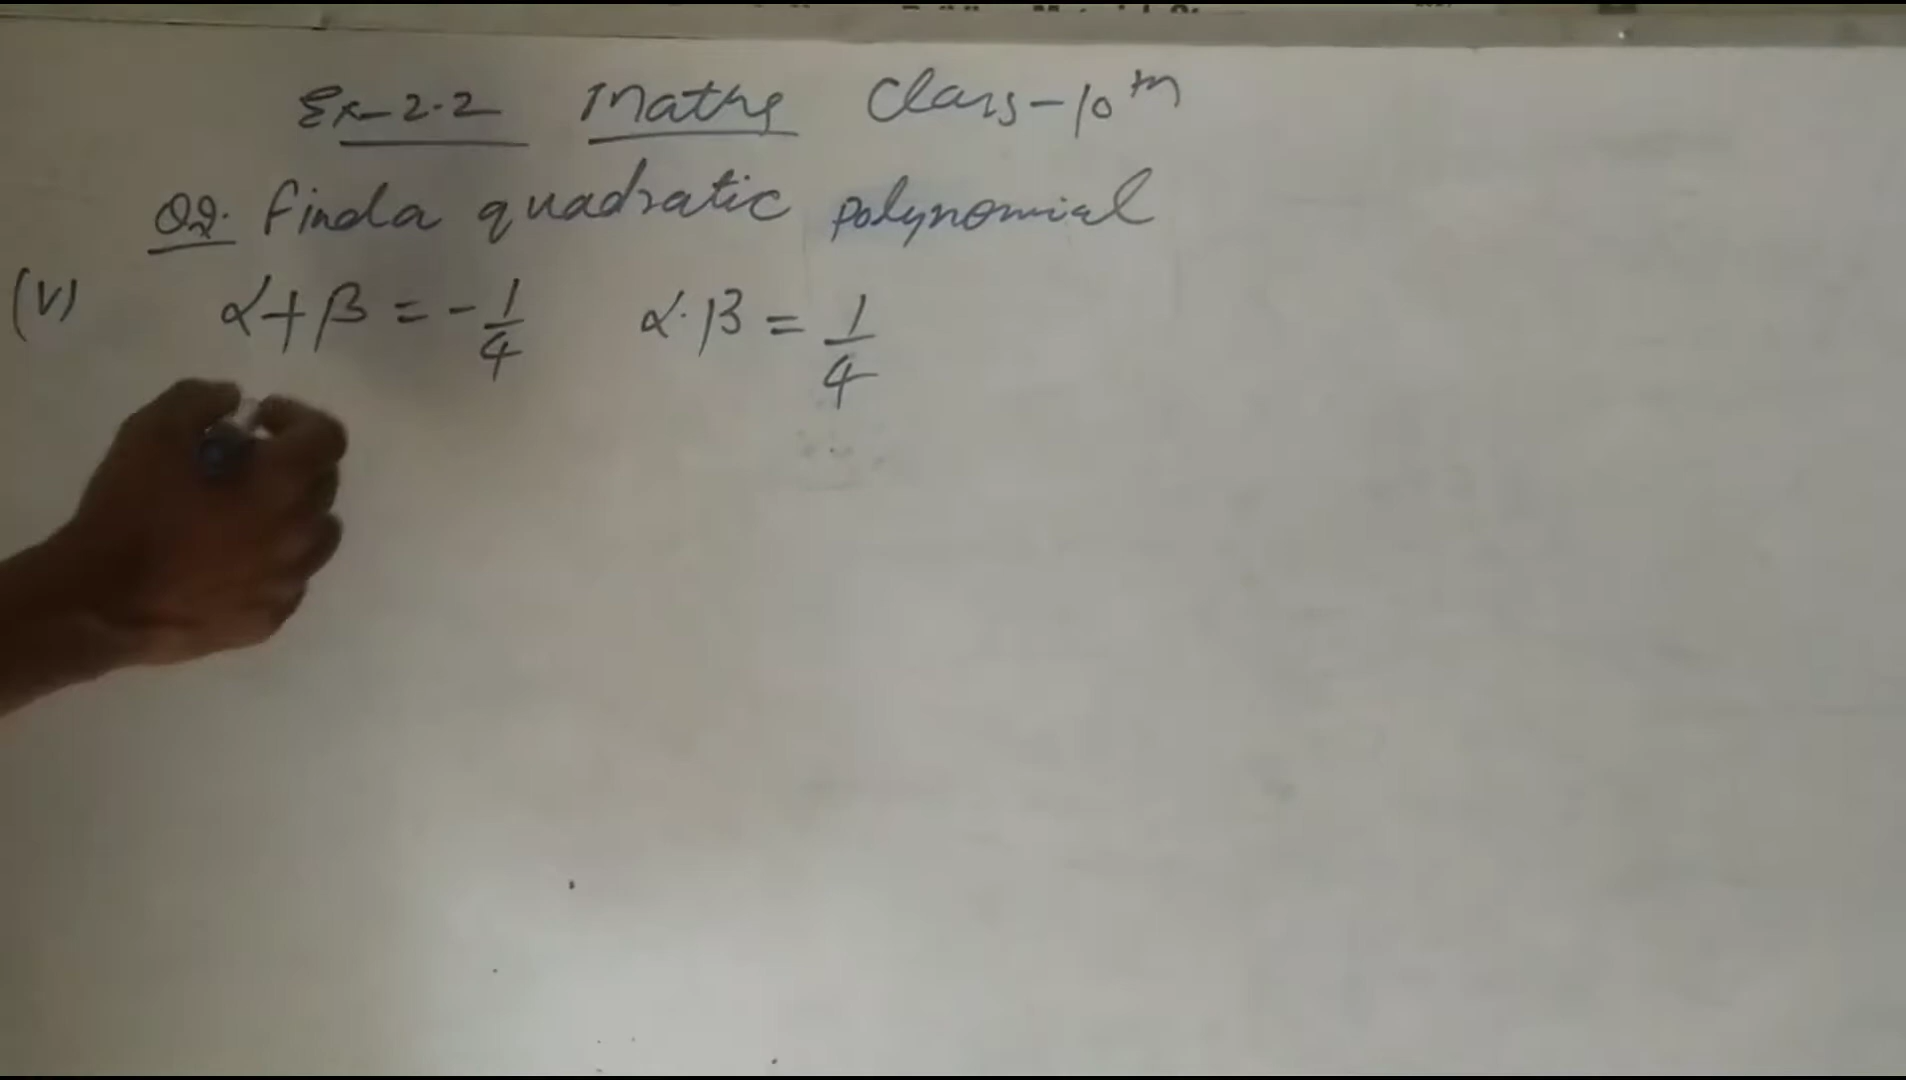 Ex-2.2 Maths Class-10th
Q2. Find a quadratic polynomial
(V) α+β = -1/4 α.β = 1/4